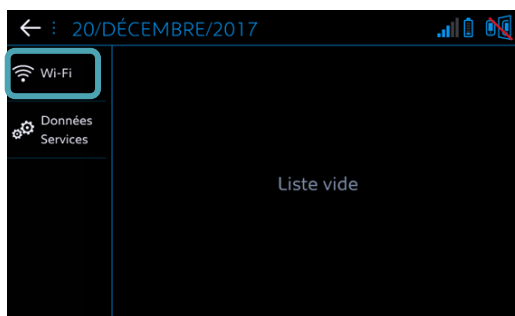 20/DÉCEMBRE/2017
Wi-Fi
Données
Services
Liste vide